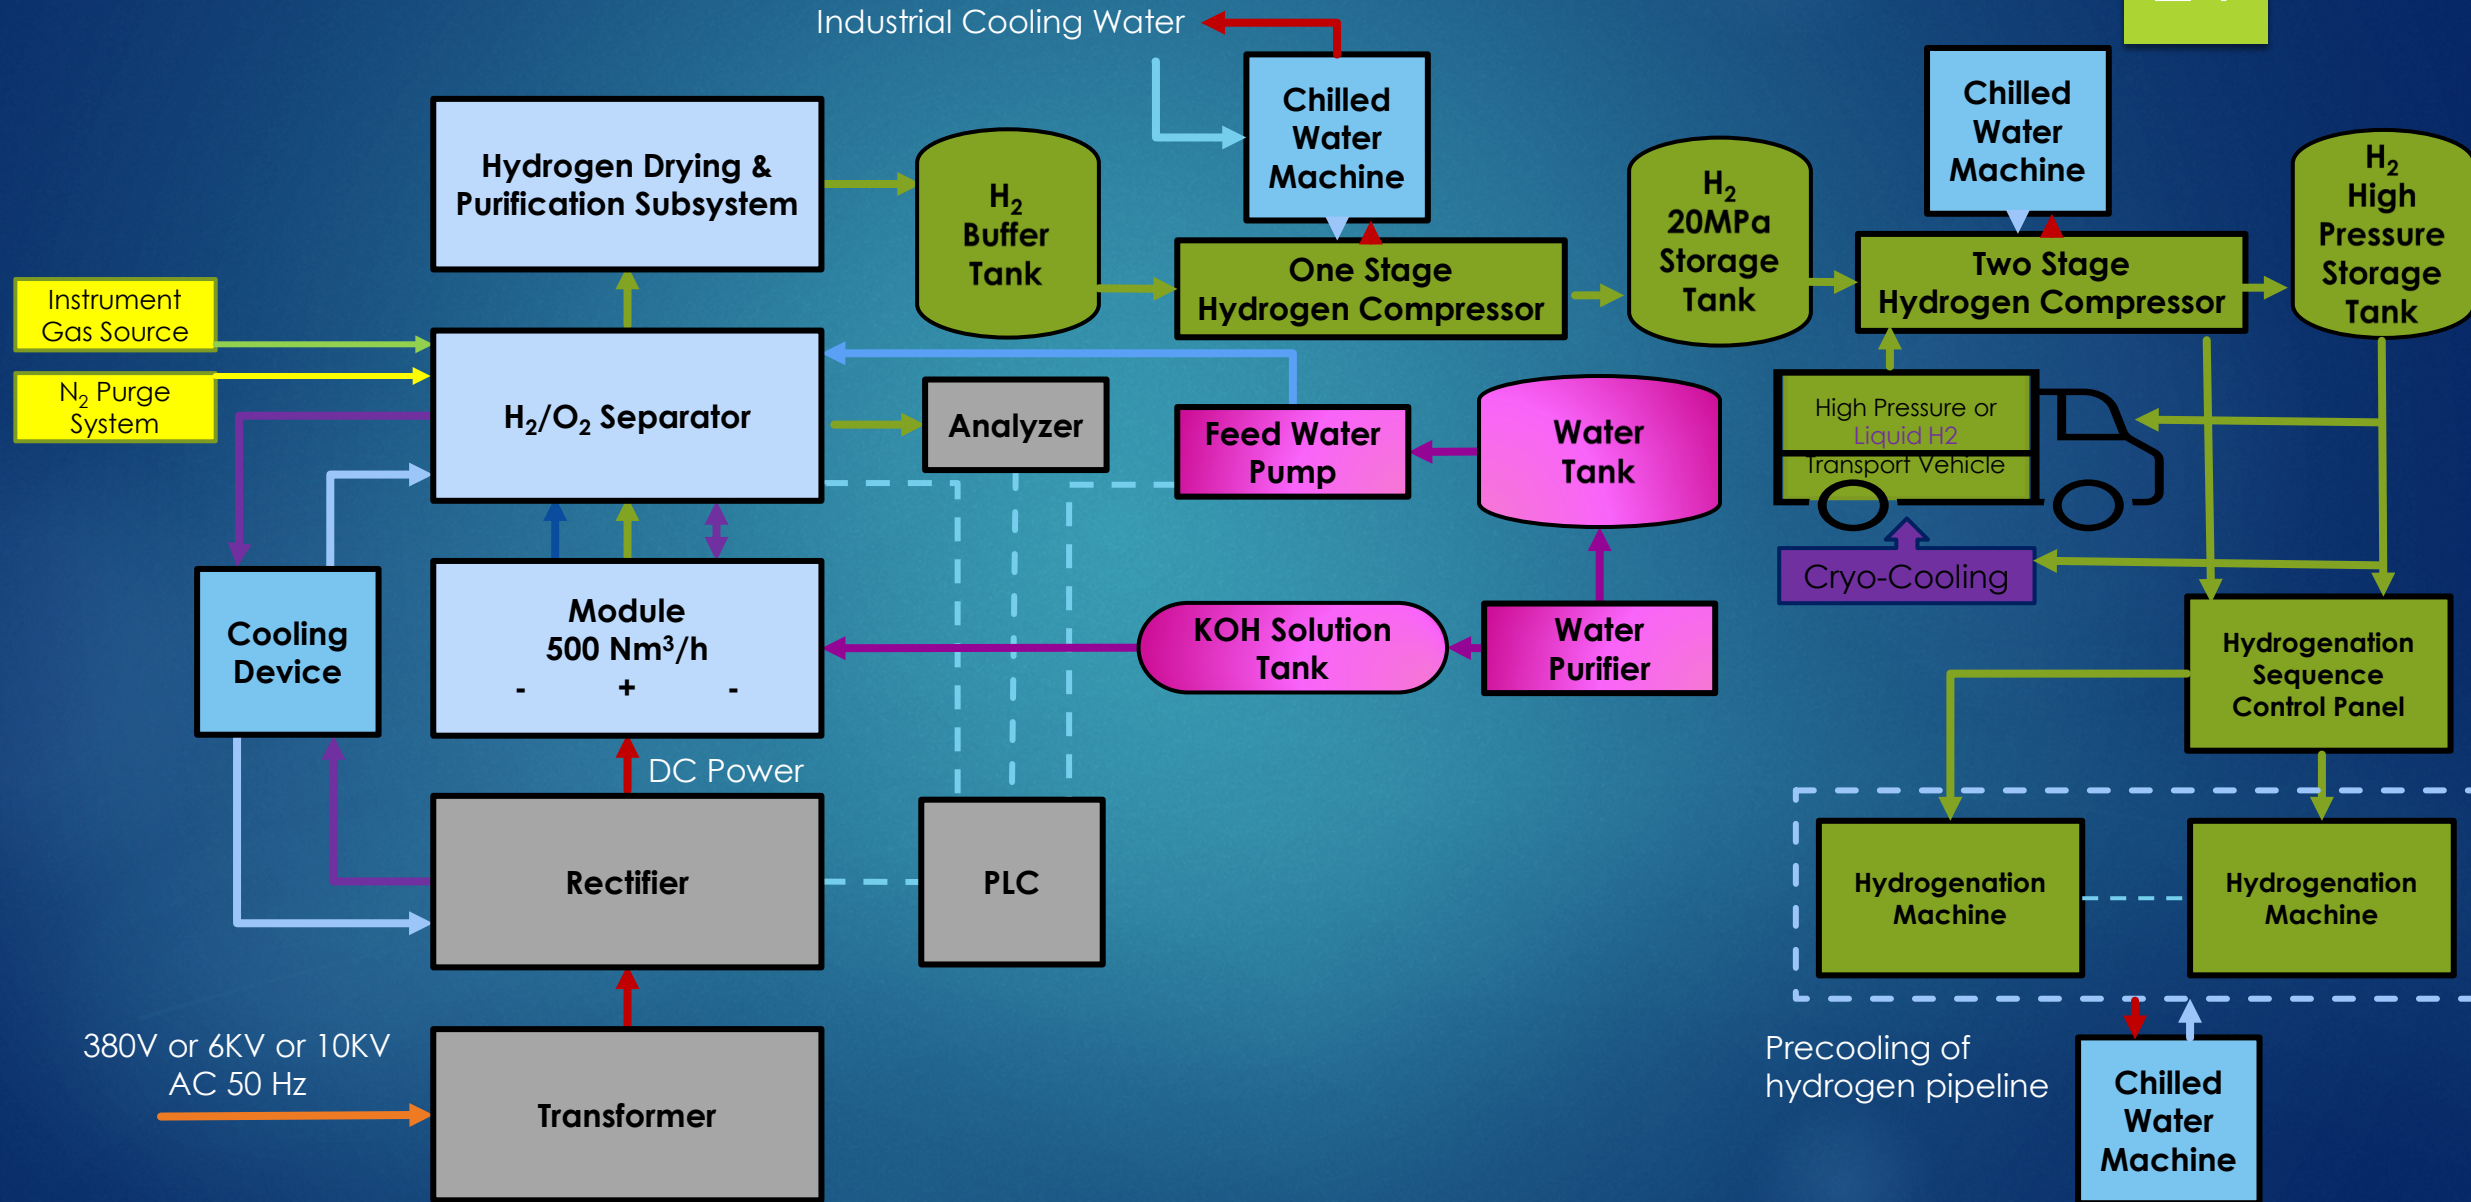 Industrial Cooling Water
Chilled
Water
Machine
Chilled
Water
Machine
Hydrogen Drying &
Purification Subsystem
H₂
Buffer
Tank
One Stage
Hydrogen Compressor
H₂
20MPa
Storage
Tank
Two Stage
Hydrogen Compressor
H₂
High
Pressure
Storage
Tank
Instrument
Gas Source
N₂ Purge
System
H₂/O₂ Separator
Analyzer
Feed Water
Pump
Water
Tank
High Pressure or
Liquid H2
Transport Vehicle
Cryo-Cooling
Cooling
Device
Module
500 Nm³/h
- + -
KOH Solution
Tank
Water
Purifier
Hydrogenation
Sequence
Control Panel
DC Power
Rectifier
PLC
Hydrogenation
Machine
Hydrogenation
Machine
380V or 6KV or 10KV
AC 50 Hz
Transformer
Precooling of
hydrogen pipeline
Chilled
Water
Machine